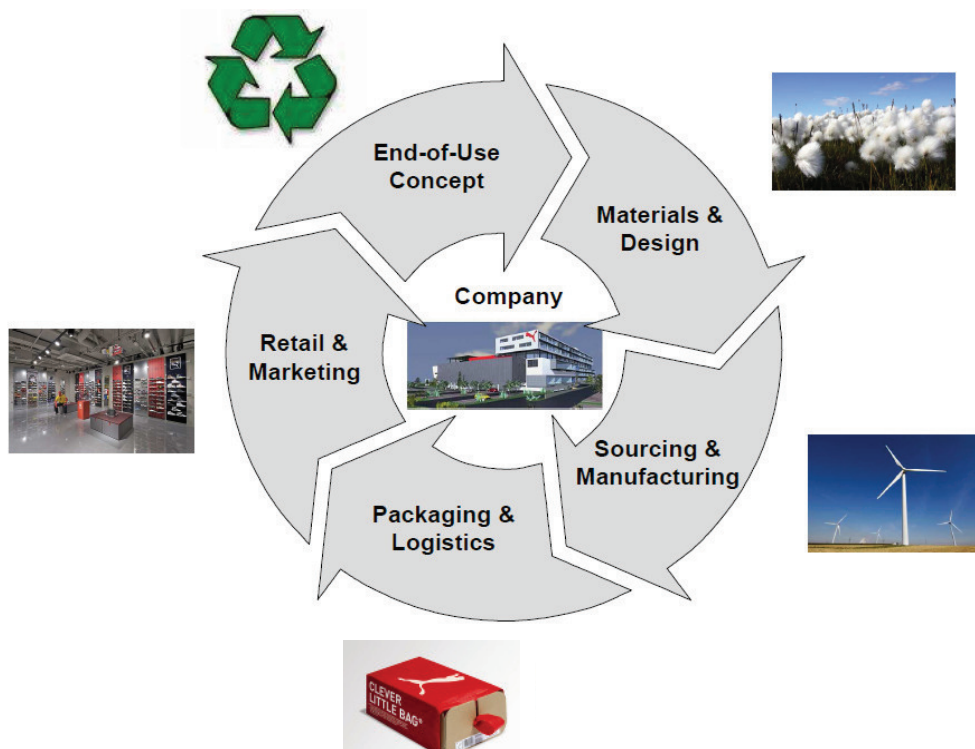 End-of-Use
Concept
Materials &
Design
Company
Retail &
Marketing
Sourcing &
Manufacturing
Packaging &
Logistics
CLEVER
LITTLE BAG®